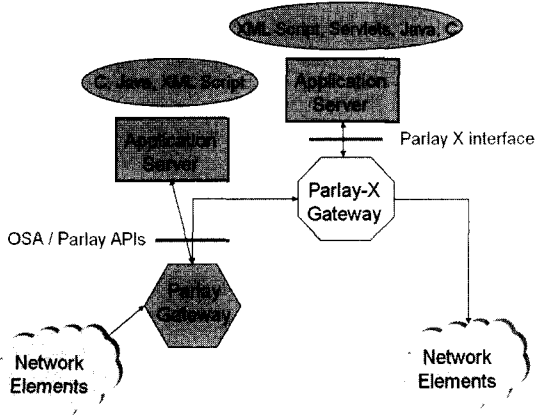 XML Script, Servlets, Java, C
C, Java, XML Script
Application
Server
Application
Server
Parlay X interface
Parlay-X
Gateway
OSA / Parlay APIs
Parlay
Gateway
Network
Elements
Network
Elements